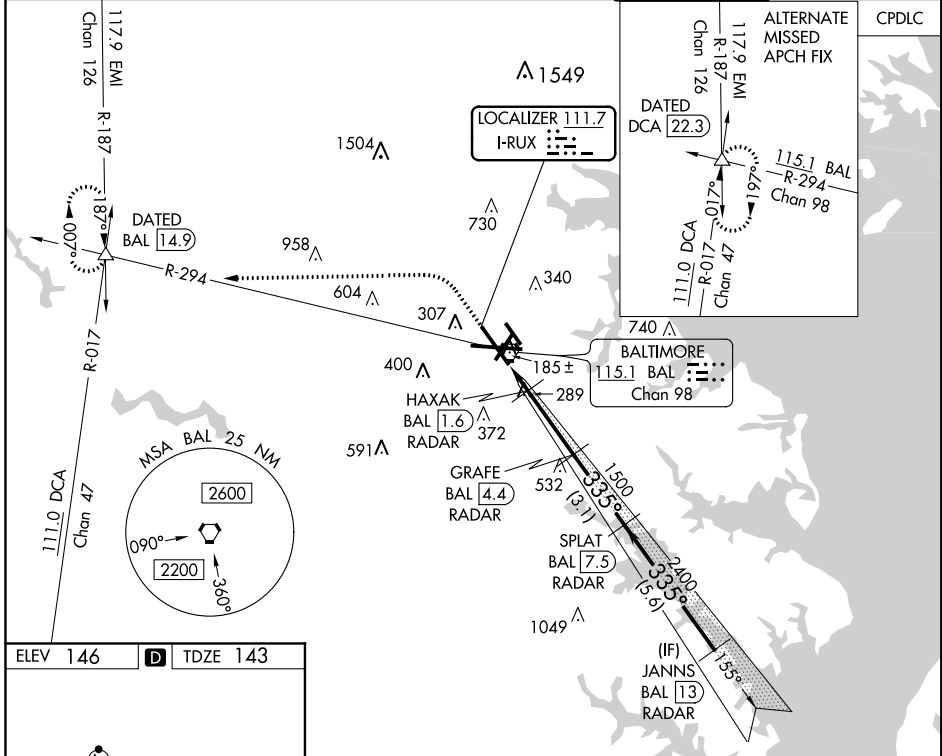 117.9 EMI
Chan 126
R-187
187°
007°
DATED
BAL 14.9
R-294
R-017
111.0 DCA
Chan 47
1549
1504
LOCALIZER 111.7
I-RUX
730
958
604
340
307
400
740
BALTIMORE
115.1 BAL
Chan 98
185±
289
HAXAK
BAL 1.6
RADAR
372
591
GRAFE
BAL 4.4
RADAR
532
(3.1)
335°
1500
SPLAT
BAL 7.5
RADAR
335°
2400
(5.6)
1049
(IF)
JANNS
BAL 13
RADAR
155°
MSA BAL 25 NM
2600
090°
2200
360°
ALTERNATE
MISSED
APCH FIX
117.9 EMI
R-187
Chan 126
DATED
DCA 22.3
115.1 BAL
R-294
Chan 98
017°
197°
111.0 DCA
R-017
Chan 47
CPDLC
ELEV 146 D TDZE 143